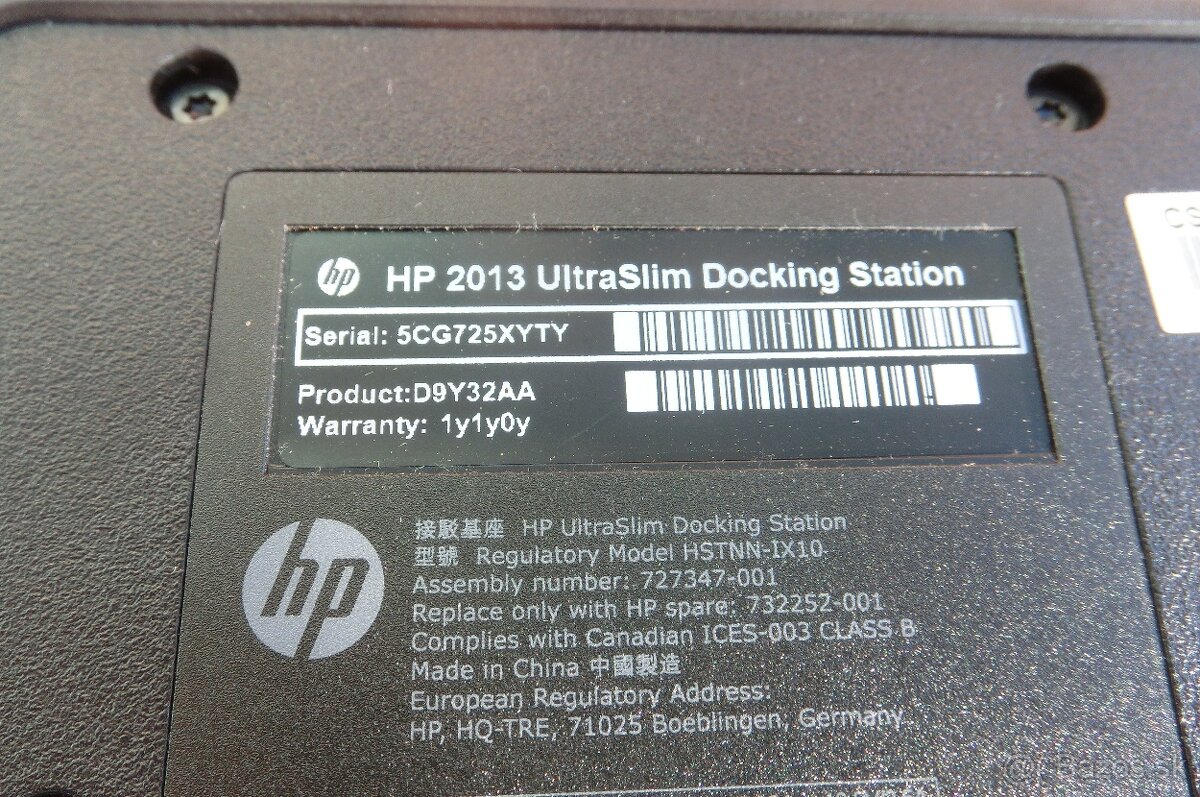 hp HP 2013 UltraSlim Docking Station
Serial: 5CG725XYTY
Product:D9Y32AA
Warranty: 1y1y0y
hp
接駁基座 HP UltraSlim Docking Station
型號 Regulatory Model HSTNN-IX10
Assembly number: 727347-001
Replace only with HP spare: 732252-001
Complies with Canadian ICES-003 CLASS B
Made in China 中國製造
European Regulatory Address:
HP, HQ-TRE, 71025 Boeblingen, Germany
CS
Bazos.sk